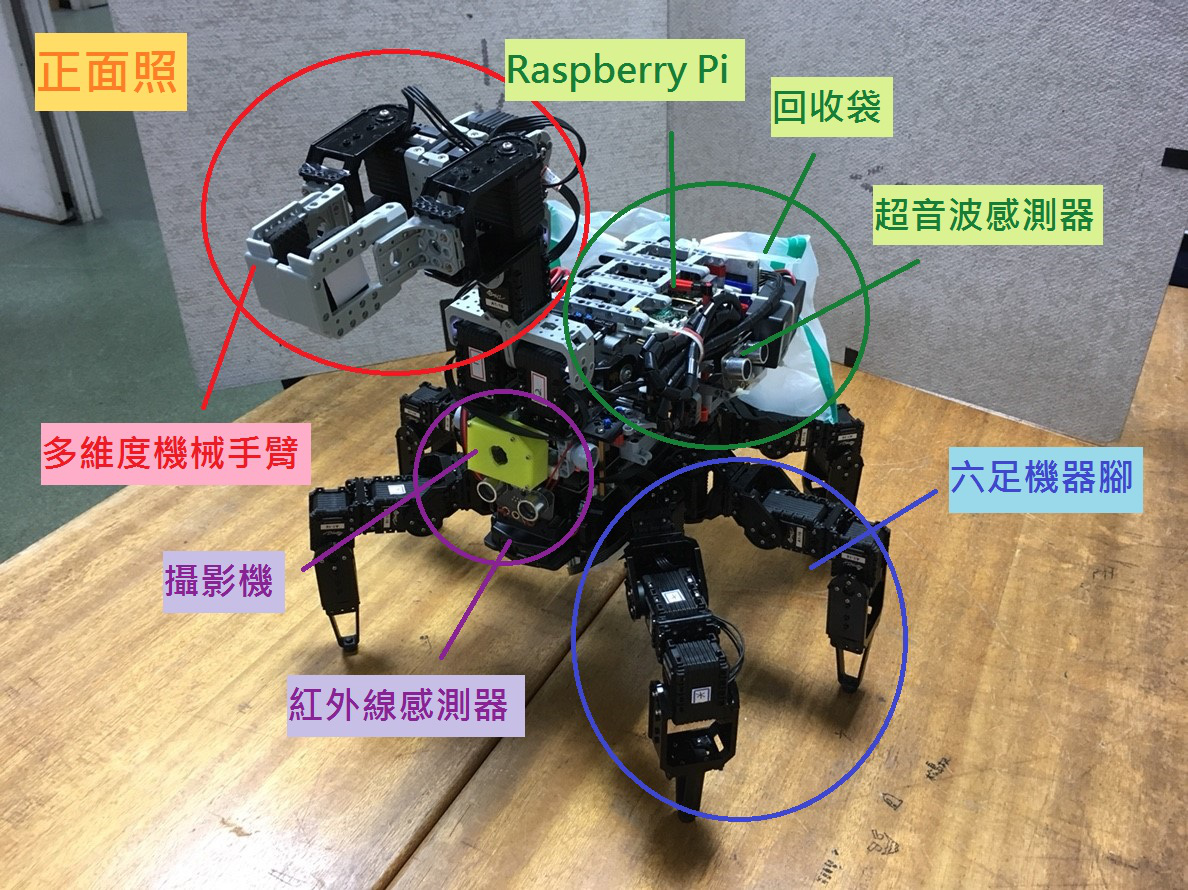 正面照
Raspberry Pi
回收袋
超音波感測器
多維度機械手臂
六足機器腳
攝影機
紅外線感測器